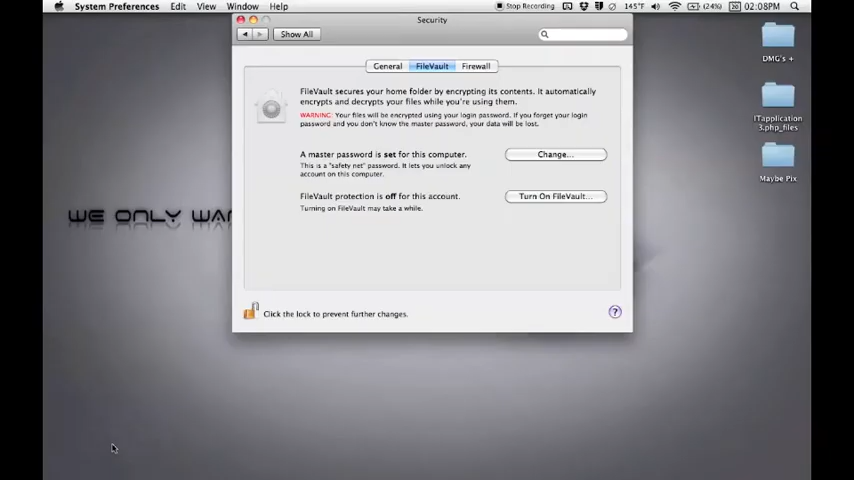 System Preferences Edit View Window Help
Stop Recording 145°F (24%) 20 02:08PM
Security
Show All
General FileVault Firewall
FileVault secures your home folder by encrypting its contents. It automatically
encrypts and decrypts your files while you're using them.
WARNING: Your files will be encrypted using your login password. If you forget your login
password and you don't know the master password, your data will be lost.
A master password is set for this computer.
Change...
This is a "safety net" password. It lets you unlock any
account on this computer.
FileVault protection is off for this account.
Turn On FileVault...
Turning on FileVault may take a while.
Click the lock to prevent further changes.
?
DMG's +
ITapplication
3.php_files
Maybe Pix
WE ONLY